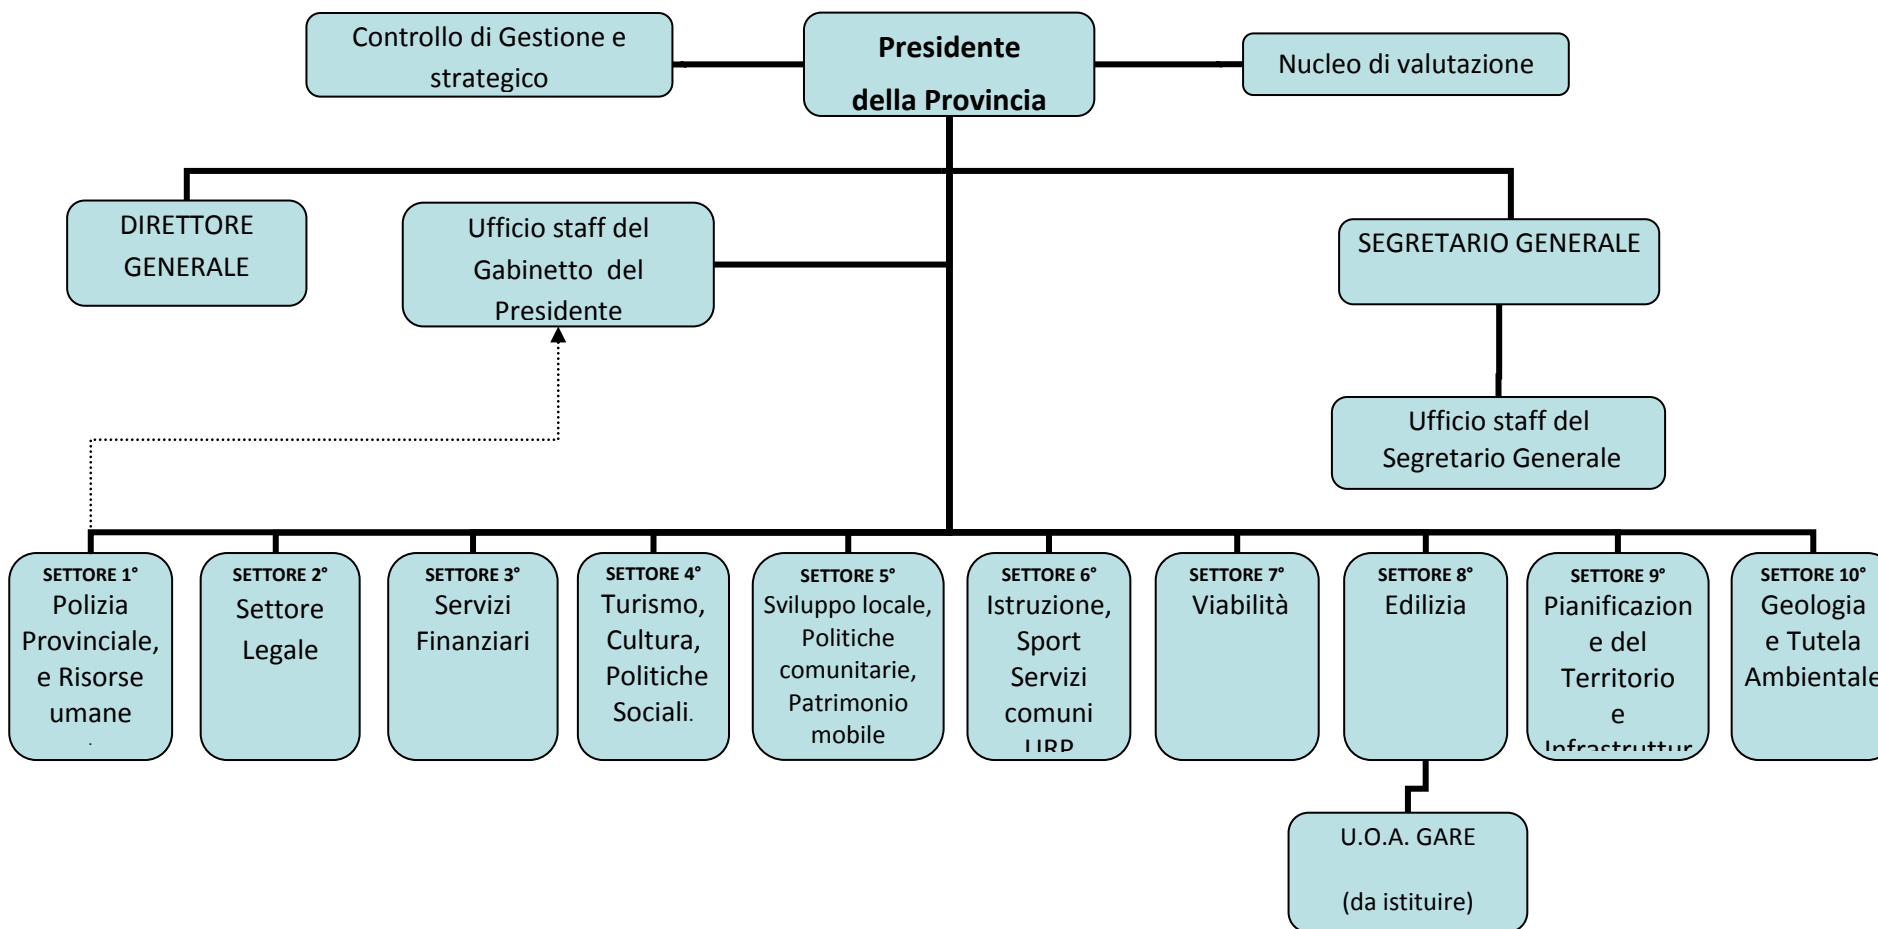 Controllo di Gestione e
strategico
Presidente
della Provincia
Nucleo di valutazione
DIRETTORE
GENERALE
Ufficio staff del
Gabinetto del
Presidente
SEGRETARIO GENERALE
Ufficio staff del
Segretario Generale
SETTORE 1°
Polizia
Provinciale,
e Risorse
umane
.
SETTORE 2°
Settore
Legale
SETTORE 3°
Servizi
Finanziari
SETTORE 4°
Turismo,
Cultura,
Politiche
Sociali.
SETTORE 5°
Sviluppo locale,
Politiche
comunitarie,
Patrimonio
mobile
SETTORE 6°
Istruzione,
Sport
Servizi
comuni
URP
SETTORE 7°
Viabilità
SETTORE 8°
Edilizia
SETTORE 9°
Pianificazion
e del
Territorio
e
Infrastruttur
SETTORE 10°
Geologia
e Tutela
Ambientale
U.O.A. GARE
(da istituire)